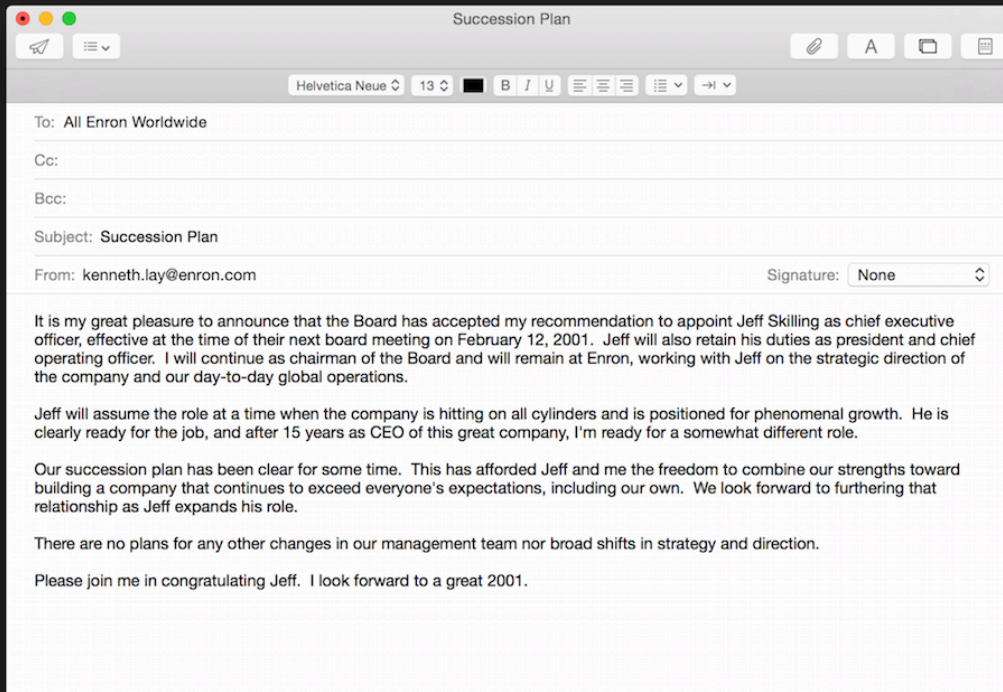 Succession Plan
Helvetica Neue 13 B I U
To: All Enron Worldwide
Cc:
Bcc:
Subject: Succession Plan
From: kenneth.lay@enron.com Signature: None
It is my great pleasure to announce that the Board has accepted my recommendation to appoint Jeff Skilling as chief executive
officer, effective at the time of their next board meeting on February 12, 2001.  Jeff will also retain his duties as president and chief
operating officer.  I will continue as chairman of the Board and will remain at Enron, working with Jeff on the strategic direction of
the company and our day-to-day global operations.
Jeff will assume the role at a time when the company is hitting on all cylinders and is positioned for phenomenal growth.  He is
clearly ready for the job, and after 15 years as CEO of this great company, I'm ready for a somewhat different role.
Our succession plan has been clear for some time.  This has afforded Jeff and me the freedom to combine our strengths toward
building a company that continues to exceed everyone's expectations, including our own.  We look forward to furthering that
relationship as Jeff expands his role.
There are no plans for any other changes in our management team nor broad shifts in strategy and direction.
Please join me in congratulating Jeff.  I look forward to a great 2001.